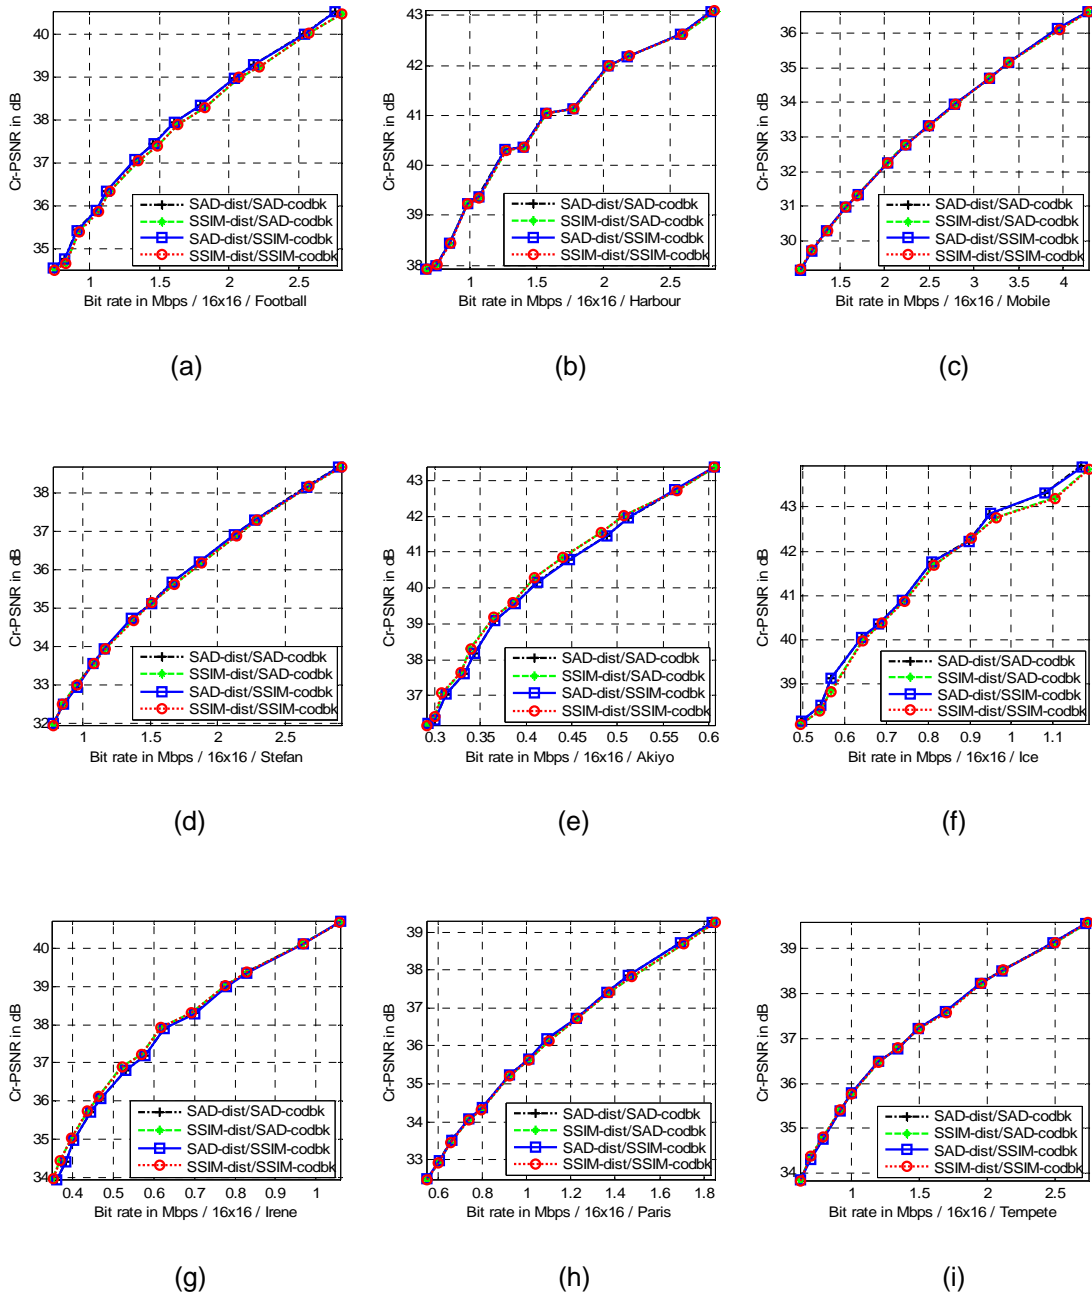 40
39
38
37
36
35
1
1.5
2
2.5
Cr-PSNR in dB
Bit rate in Mbps / 16x16 / Football
SAD-dist/SAD-codbk
SSIM-dist/SAD-codbk
SAD-dist/SSIM-codbk
SSIM-dist/SSIM-codbk
(a)
43
42
41
40
39
38
1
1.5
2
2.5
Cr-PSNR in dB
Bit rate in Mbps / 16x16 / Harbour
SAD-dist/SAD-codbk
SSIM-dist/SAD-codbk
SAD-dist/SSIM-codbk
SSIM-dist/SSIM-codbk
(b)
36
35
34
33
32
31
30
1.5
2
2.5
3
3.5
4
Cr-PSNR in dB
Bit rate in Mbps / 16x16 / Mobile
SAD-dist/SAD-codbk
SSIM-dist/SAD-codbk
SAD-dist/SSIM-codbk
SSIM-dist/SSIM-codbk
(c)
38
37
36
35
34
33
32
1
1.5
2
2.5
Cr-PSNR in dB
Bit rate in Mbps / 16x16 / Stefan
SAD-dist/SAD-codbk
SSIM-dist/SAD-codbk
SAD-dist/SSIM-codbk
SSIM-dist/SSIM-codbk
(d)
43
42
41
40
39
38
37
0.3
0.35
0.4
0.45
0.5
0.55
0.6
Cr-PSNR in dB
Bit rate in Mbps / 16x16 / Akiyo
SAD-dist/SAD-codbk
SSIM-dist/SAD-codbk
SAD-dist/SSIM-codbk
SSIM-dist/SSIM-codbk
(e)
43
42
41
40
39
0.5
0.6
0.7
0.8
0.9
1
1.1
Cr-PSNR in dB
Bit rate in Mbps / 16x16 / Ice
SAD-dist/SAD-codbk
SSIM-dist/SAD-codbk
SAD-dist/SSIM-codbk
SSIM-dist/SSIM-codbk
(f)
40
39
38
37
36
35
34
0.4
0.5
0.6
0.7
0.8
0.9
1
Cr-PSNR in dB
Bit rate in Mbps / 16x16 / Irene
SAD-dist/SAD-codbk
SSIM-dist/SAD-codbk
SAD-dist/SSIM-codbk
SSIM-dist/SSIM-codbk
(g)
39
38
37
36
35
34
33
0.6
0.8
1
1.2
1.4
1.6
1.8
Cr-PSNR in dB
Bit rate in Mbps / 16x16 / Paris
SAD-dist/SAD-codbk
SSIM-dist/SAD-codbk
SAD-dist/SSIM-codbk
SSIM-dist/SSIM-codbk
(h)
39
38
37
36
35
34
1
1.5
2
2.5
Cr-PSNR in dB
Bit rate in Mbps / 16x16 / Tempete
SAD-dist/SAD-codbk
SSIM-dist/SAD-codbk
SAD-dist/SSIM-codbk
SSIM-dist/SSIM-codbk
(i)